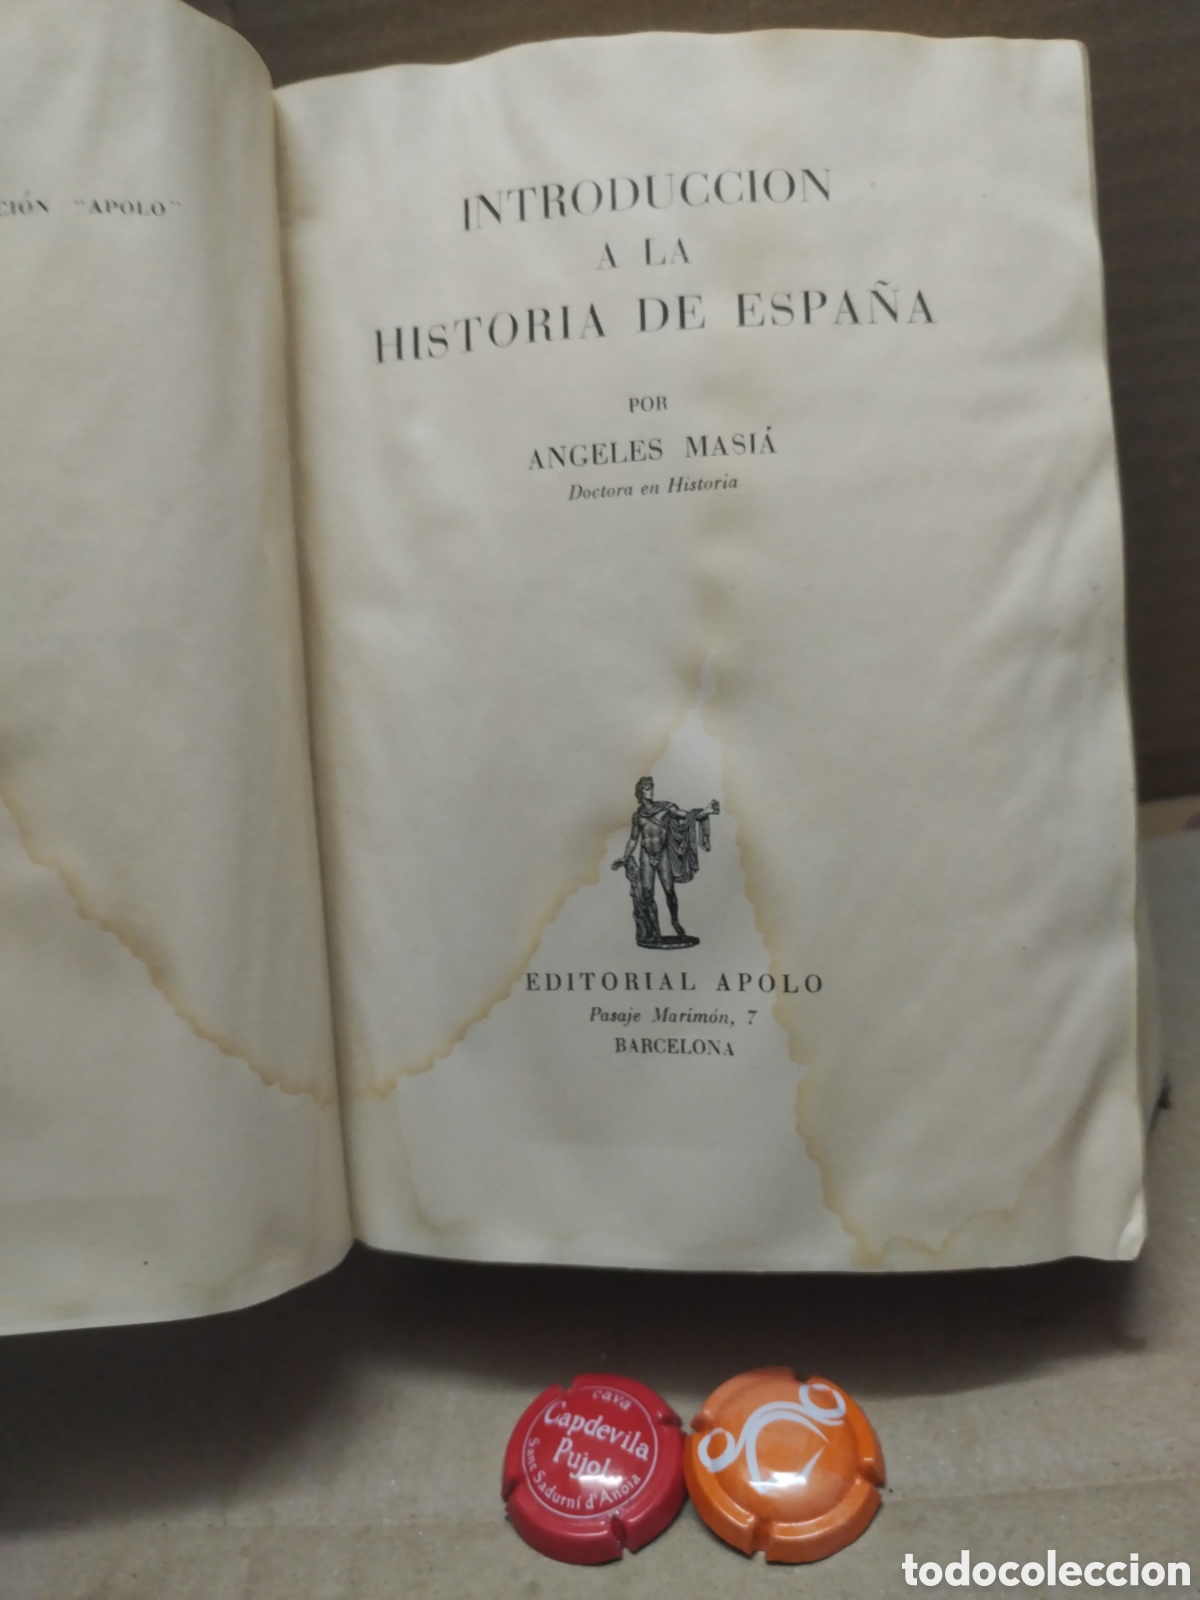 CIÓN "APOLO"
INTRODUCCION
A LA
HISTORIA DE ESPAÑA
POR
ANGELES MASIÁ
Doctora en Historia
EDITORIAL APOLO
Pasaje Marimón, 7
BARCELONA
cava
Capdevila
Pujol
Sant Sadurní d'Anoia
todocoleccion